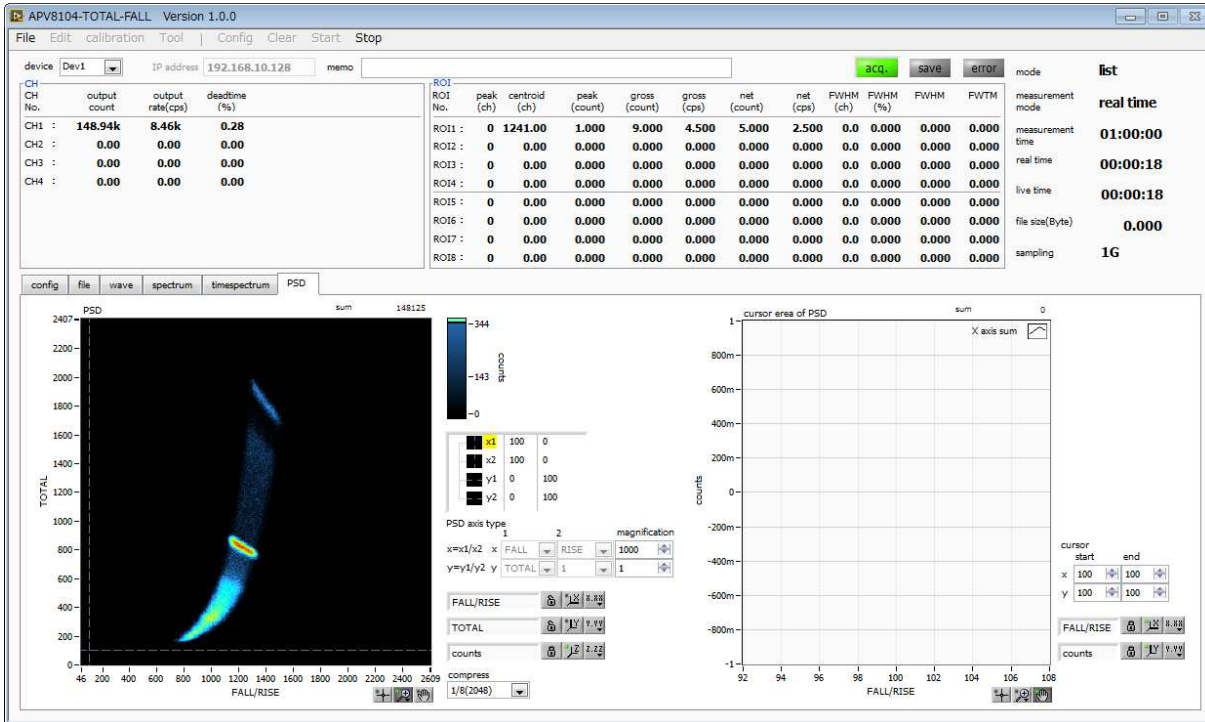 APV8104-TOTAL-FALL Version 1.0.0
File Edit calibration Tool | Config Clear Start Stop
device Dev1 IP address 192.168.10.128 memo acq. save error
mode list
measurement mode real time
measurement time 01:00:00
real time 00:00:18
live time 00:00:18
file size(Byte) 0.000
sampling 1G
CH
CH No. output count output rate(cps) deadtime (%)
CH1 : 148.94k 8.46k 0.28
CH2 : 0.00 0.00 0.00
CH3 : 0.00 0.00 0.00
CH4 : 0.00 0.00 0.00
ROI
ROI No. peak (ch) centroid (ch) peak (count) gross (count) gross (cps) net (count) net (cps) FWHM (ch) FWHM (%) FWHM FWTM
ROI1 : 0 1241.00 1.000 9.000 4.500 5.000 2.500 0.0 0.000 0.000 0.000
ROI2 : 0 0.00 0.000 0.000 0.000 0.000 0.000 0.0 0.000 0.000 0.000
ROI3 : 0 0.00 0.000 0.000 0.000 0.000 0.000 0.0 0.000 0.000 0.000
ROI4 : 0 0.00 0.000 0.000 0.000 0.000 0.000 0.0 0.000 0.000 0.000
ROI5 : 0 0.00 0.000 0.000 0.000 0.000 0.000 0.0 0.000 0.000 0.000
ROI6 : 0 0.00 0.000 0.000 0.000 0.000 0.000 0.0 0.000 0.000 0.000
ROI7 : 0 0.00 0.000 0.000 0.000 0.000 0.000 0.0 0.000 0.000 0.000
ROI8 : 0 0.00 0.000 0.000 0.000 0.000 0.000 0.0 0.000 0.000 0.000
config file wave spectrum timespectrum PSD
PSD sum 148125
2407
2200
2000
1800
1600
1400
1200
1000
800
600
400
200
0
TOTAL
46 200 400 600 800 1000 1200 1400 1600 1800 2000 2200 2400 2609
FALL/RISE
344
143
0
counts
x1 100 0
x2 100 0
y1 0 100
y2 0 100
PSD axis type
1 2 magnification
x=x1/x2 x FALL RISE 1000
y=y1/y2 y TOTAL 1 1
FALL/RISE X.XX
TOTAL Y.YY
counts Z.ZZ
compress
1/8(2048)
cursor erea of PSD sum 0
X axis sum
1
800m
600m
400m
200m
0
-200m
-400m
-600m
-800m
-1
counts
92 94 96 98 100 102 104 106 108
FALL/RISE
cursor
start end
x 100 100
y 100 100
FALL/RISE X.XX
counts Y.YY